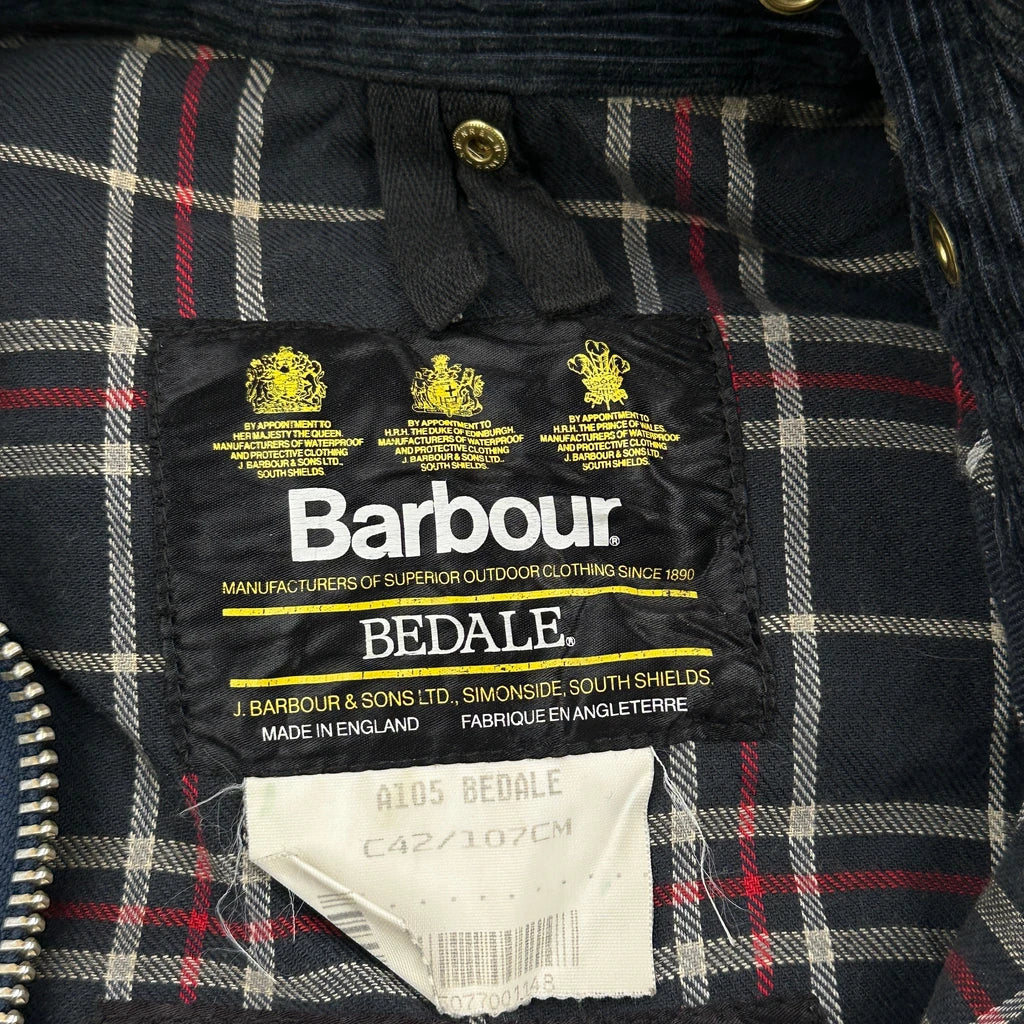 BY APPOINTMENT TO
HER MAJESTY THE QUEEN
MANUFACTURERS OF WATERPROOF
AND PROTECTIVE CLOTHING
J. BARBOUR & SONS LTD.,
SOUTH SHIELDS.
BY APPOINTMENT TO
H.R.H. THE DUKE OF EDINBURGH.
MANUFACTURERS OF WATERPROOF
AND PROTECTIVE CLOTHING
J. BARBOUR & SONS LTD.,
SOUTH SHIELDS.
BY APPOINTMENT TO
H.R.H. THE PRINCE OF WALES.
MANUFACTURERS OF WATERPROOF
AND PROTECTIVE CLOTHING
J. BARBOUR & SONS LTD.,
SOUTH SHIELDS.
Barbour®
MANUFACTURERS OF SUPERIOR OUTDOOR CLOTHING SINCE 1890
BEDALE®
J. BARBOUR & SONS LTD., SIMONSIDE, SOUTH SHIELDS.
MADE IN ENGLAND FABRIQUE EN ANGLETERRE
A105 BEDALE
C42/107CM
5077001148